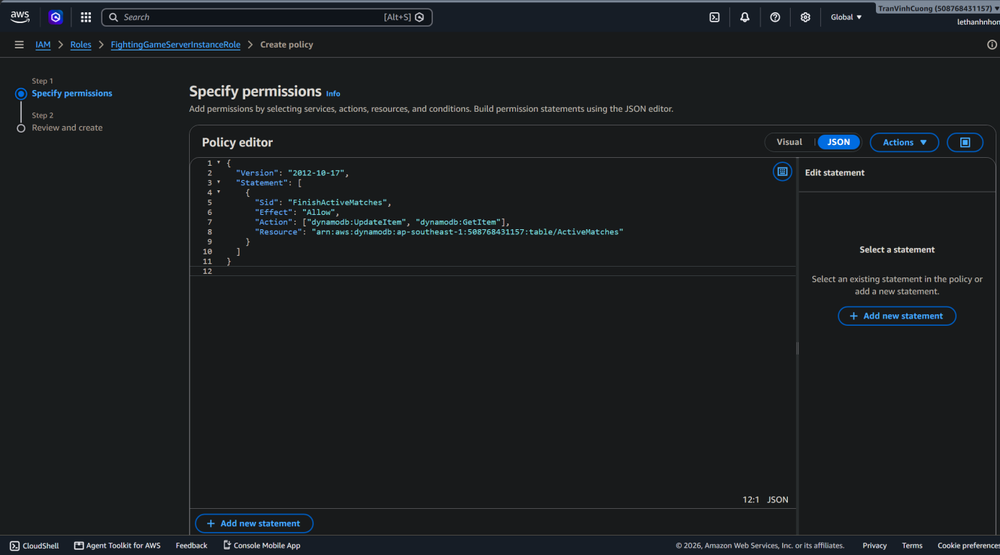 aws
Search [Alt+S]
Global ▼
TranVinhCuong (508768431157) ▼
lethanhnhon
IAM > Roles > FightingGameServerInstanceRole > Create policy
Step 1
Specify permissions
Step 2
Review and create
Specify permissions Info
Add permissions by selecting services, actions, resources, and conditions. Build permission statements using the JSON editor.
Policy editor
Visual | JSON
Actions ▼
1 {
2 "Version": "2012-10-17",
3 "Statement": [
4 {
5 "Sid": "FinishActiveMatches",
6 "Effect": "Allow",
7 "Action": ["dynamodb:UpdateItem", "dynamodb:GetItem"],
8 "Resource": "arn:aws:dynamodb:ap-southeast-1:508768431157:table/ActiveMatches"
9 }
10 ]
11 }
12
Edit statement
Select a statement
Select an existing statement in the policy or
add a new statement.
+ Add new statement
12:1 JSON
+ Add new statement
CloudShell Agent Toolkit for AWS Feedback Console Mobile App © 2026, Amazon Web Services, Inc. or its affiliates. Privacy Terms Cookie preferences